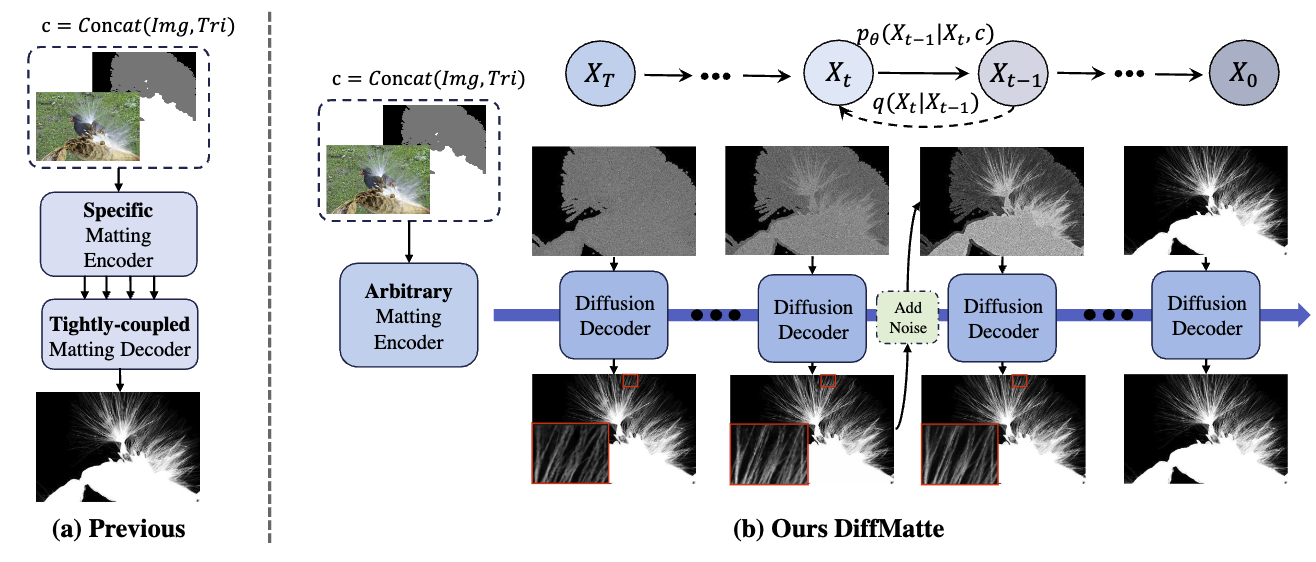 c = Concat(Img, Tri)
Specific
Matting
Encoder
Tightly-coupled
Matting Decoder
(a) Previous
c = Concat(Img, Tri)
Arbitrary
Matting
Encoder
X_T
•••
X_t
p_θ(X_{t−1}|X_t, c)
q(X_t|X_{t−1})
X_{t−1}
•••
X_0
Diffusion
Decoder
•••
Diffusion
Decoder
Add
Noise
Diffusion
Decoder
•••
Diffusion
Decoder
(b) Ours DiffMatte